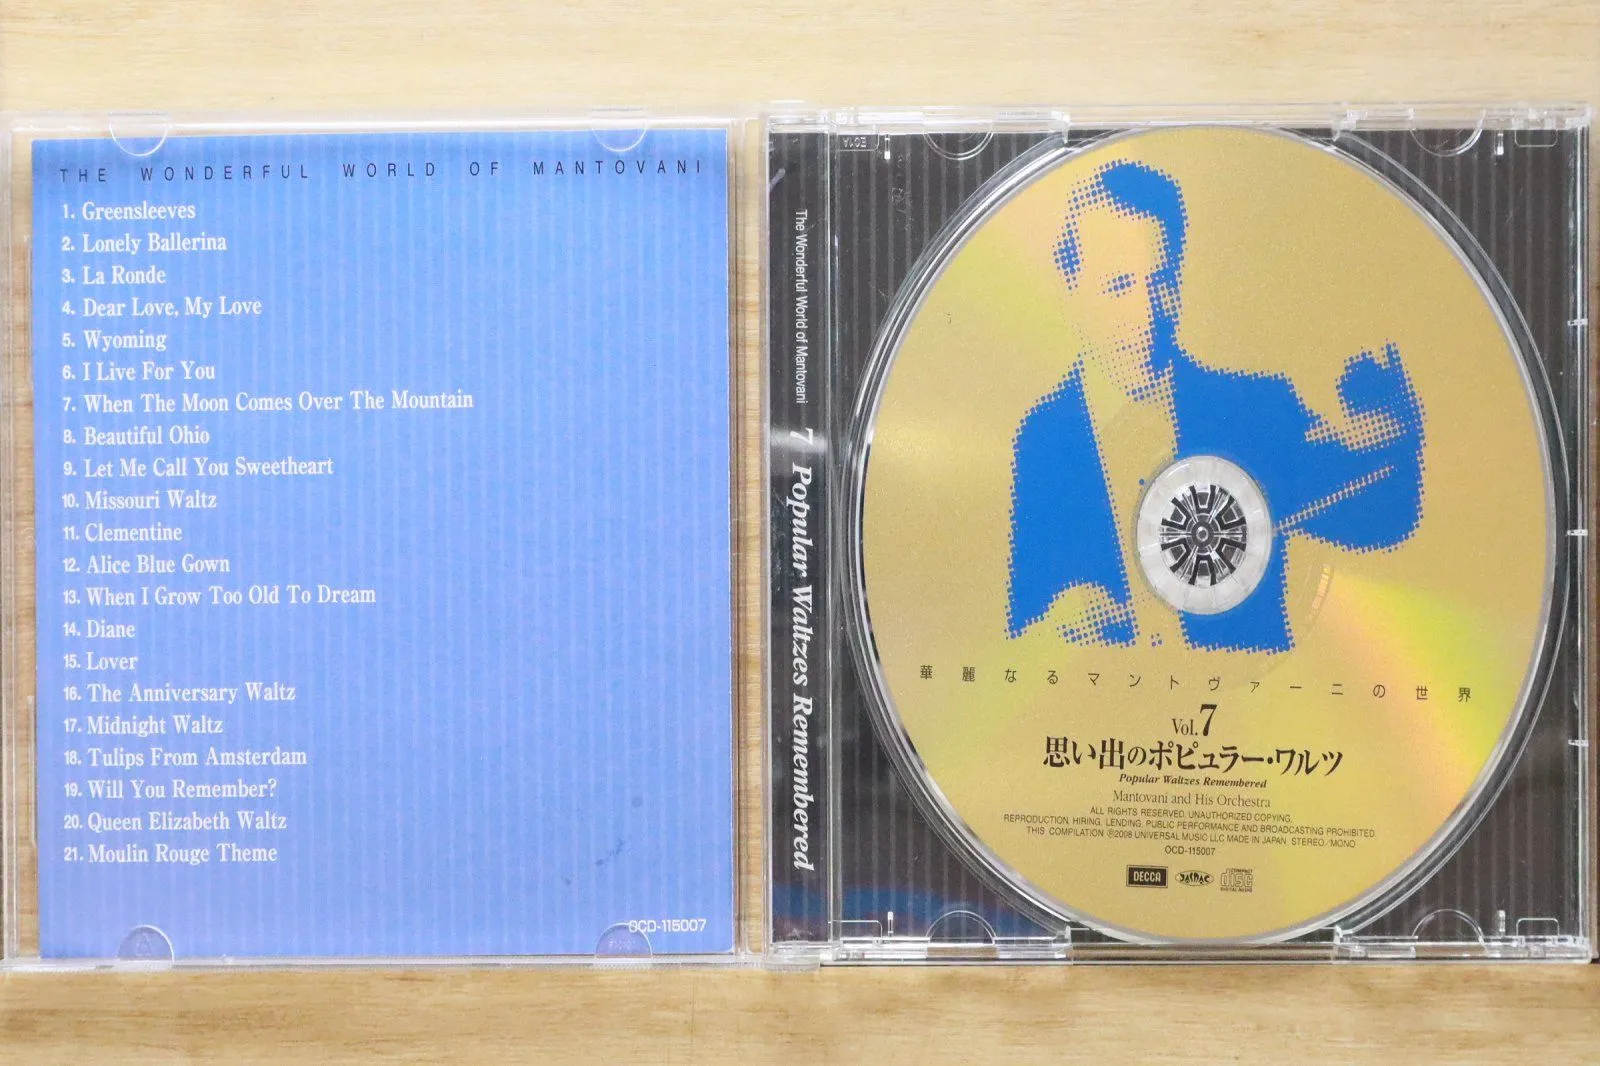 THE WONDERFUL WORLD OF MANTOVANI
1. Greensleeves
2. Lonely Ballerina
3. La Ronde
4. Dear Love, My Love
5. Wyoming
6. I Live For You
7. When The Moon Comes Over The Mountain
8. Beautiful Ohio
9. Let Me Call You Sweetheart
10. Missouri Waltz
11. Clementine
12. Alice Blue Gown
13. When I Grow Too Old To Dream
14. Diane
15. Lover
16. The Anniversary Waltz
17. Midnight Waltz
18. Tulips From Amsterdam
19. Will You Remember?
20. Queen Elizabeth Waltz
21. Moulin Rouge Theme
OCD-115007
The Wonderful World of Mantovani 7 Popular Waltzes Remembered
華麗なるマントヴァーニの世界
Vol.7
思い出のポピュラー・ワルツ
Popular Waltzes Remembered
Mantovani and His Orchestra
ALL RIGHTS RESERVED. UNAUTHORIZED COPYING,
REPRODUCTION, HIRING, LENDING, PUBLIC PERFORMANCE AND BROADCASTING PROHIBITED.
THIS COMPILATION ℗2008 UNIVERSAL MUSIC LLC MADE IN JAPAN STEREO/MONO
OCD-115007
DECCA
JASRAC
COMPACT
disc
DIGITAL AUDIO